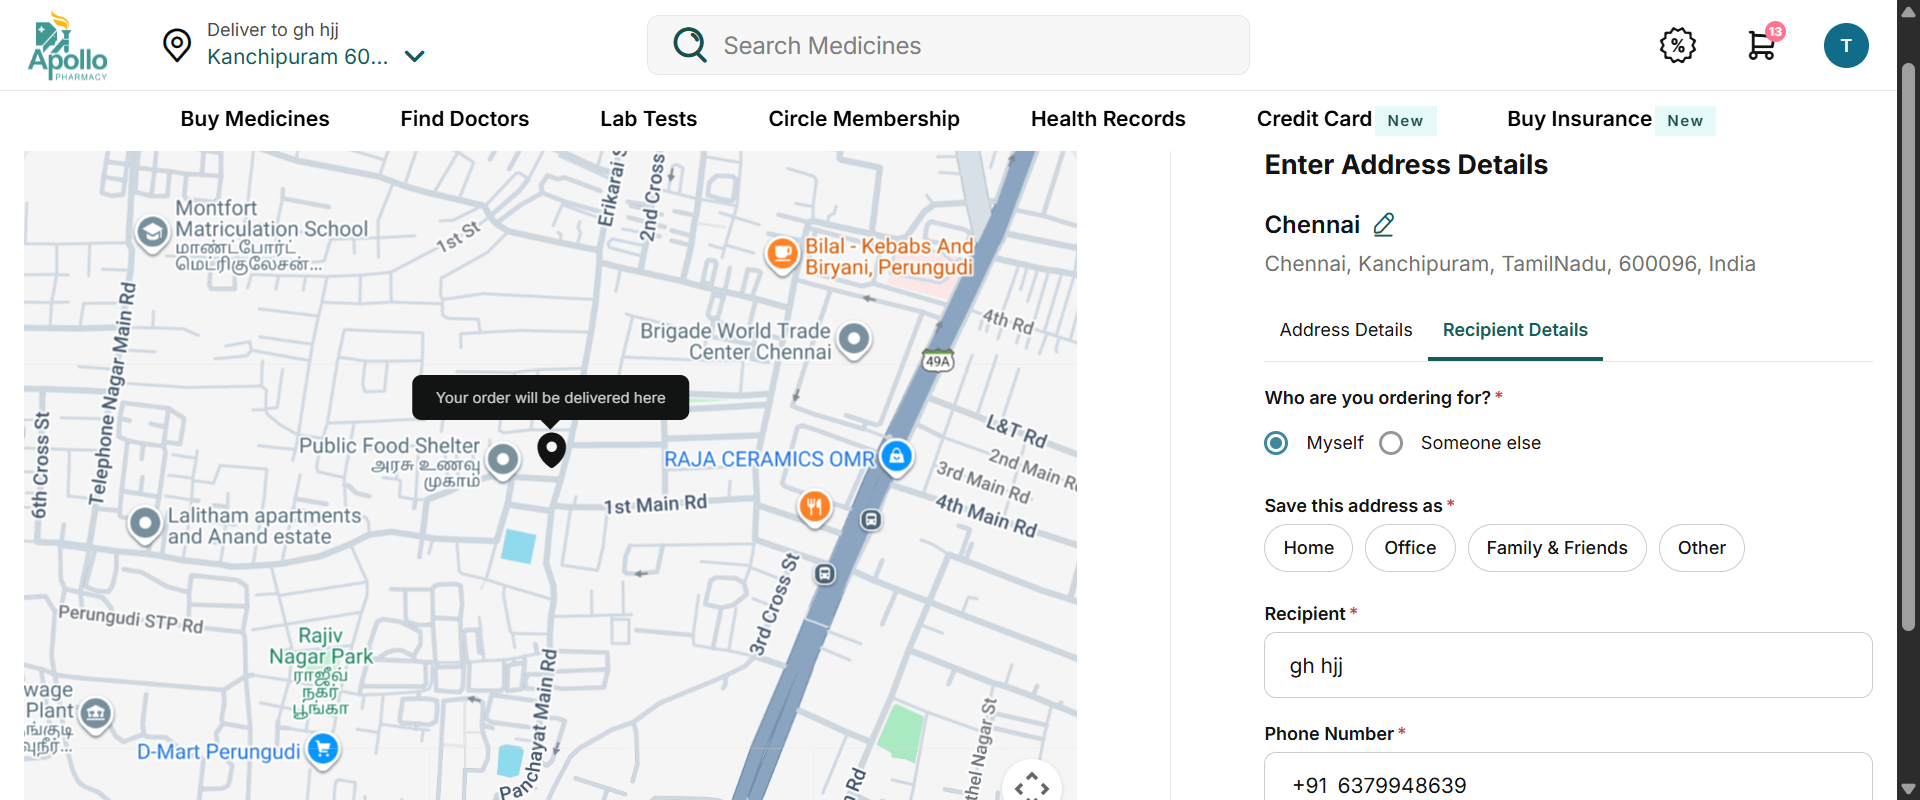 Apollo
PHARMACY
Deliver to gh hjj
Kanchipuram 60...
Search Medicines
%
13
T
Buy Medicines
Find Doctors
Lab Tests
Circle Membership
Health Records
Credit Card New
Buy Insurance New
Montfort
Matriculation School
மாண்ட்போர்ட்
மெட்ரிகுலேசன்...
1st St
Erikarai S
2nd Cross
Bilal - Kebabs And
Biryani, Perungudi
Telephone Nagar Main Rd
Brigade World Trade
Center Chennai
4th Rd
49A
Your order will be delivered here
6th Cross St
Public Food Shelter
அரசு உணவு
முகாம்
RAJA CERAMICS OMR
L&T Rd
2nd Main R
3rd Main Rd
4th Main Rd
1st Main Rd
Lalitham apartments
and Anand estate
3rd Cross St
Perungudi STP Rd
Rajiv
Nagar Park
ராஜீவ்
நகர்
பூங்கா
wage
Plant
ங்குடி
வுநீர்...
D-Mart Perungudi
Panchayat Main Rd
thel Nagar St
n Rd
Enter Address Details
Chennai
Chennai, Kanchipuram, TamilNadu, 600096, India
Address Details
Recipient Details
Who are you ordering for? *
Myself
Someone else
Save this address as *
Home
Office
Family & Friends
Other
Recipient *
gh hjj
Phone Number *
+91 6379948639